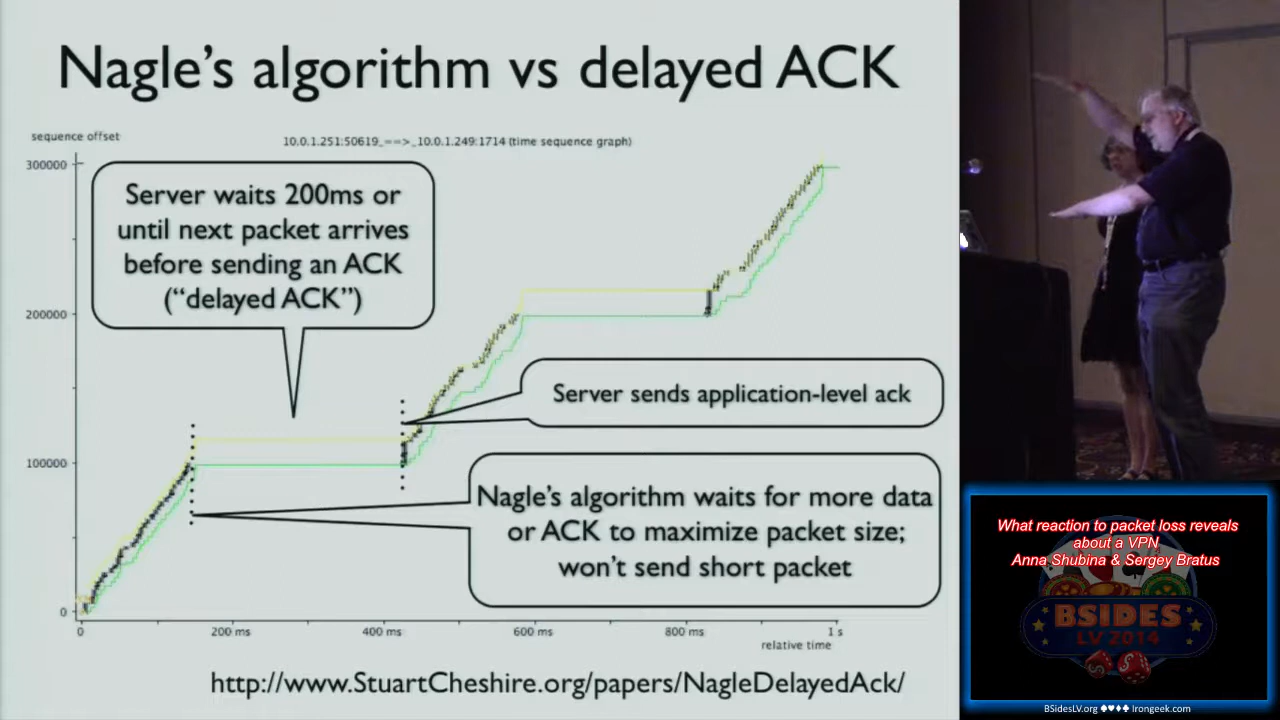 Nagle's algorithm vs delayed ACK
sequence offset
10.0.1.251:50619_==>_10.0.1.249:1714 (time sequence graph)
300000
200000
100000
0
Server waits 200ms or
until next packet arrives
before sending an ACK
("delayed ACK")
Server sends application-level ack
Nagle's algorithm waits for more data
or ACK to maximize packet size;
won't send short packet
0
200 ms
400 ms
600 ms
800 ms
1 s
relative time
http://www.StuartCheshire.org/papers/NagleDelayedAck/
What reaction to packet loss reveals
about a VPN
Anna Shubina & Sergey Bratus
BSIDES
LV 2014
BSidesLV.org ♠♥♦♣ Irongeek.com